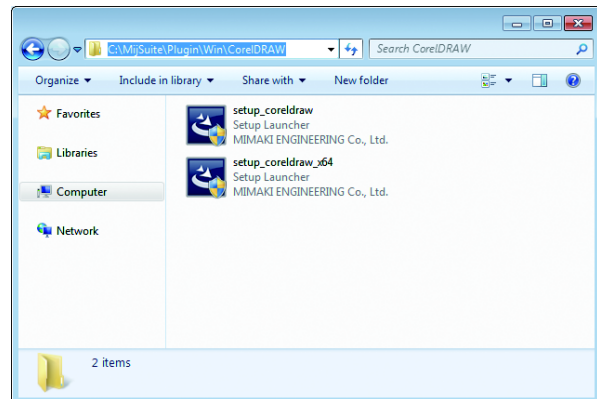 C:\MijSuite\Plugin\Win\CorelDRAW
Search CorelDRAW
Organize Include in library Share with New folder
Favorites
Libraries
Computer
Network
setup_coreldraw
Setup Launcher
MIMAKI ENGINEERING Co., Ltd.
setup_coreldraw_x64
Setup Launcher
MIMAKI ENGINEERING Co., Ltd.
2 items